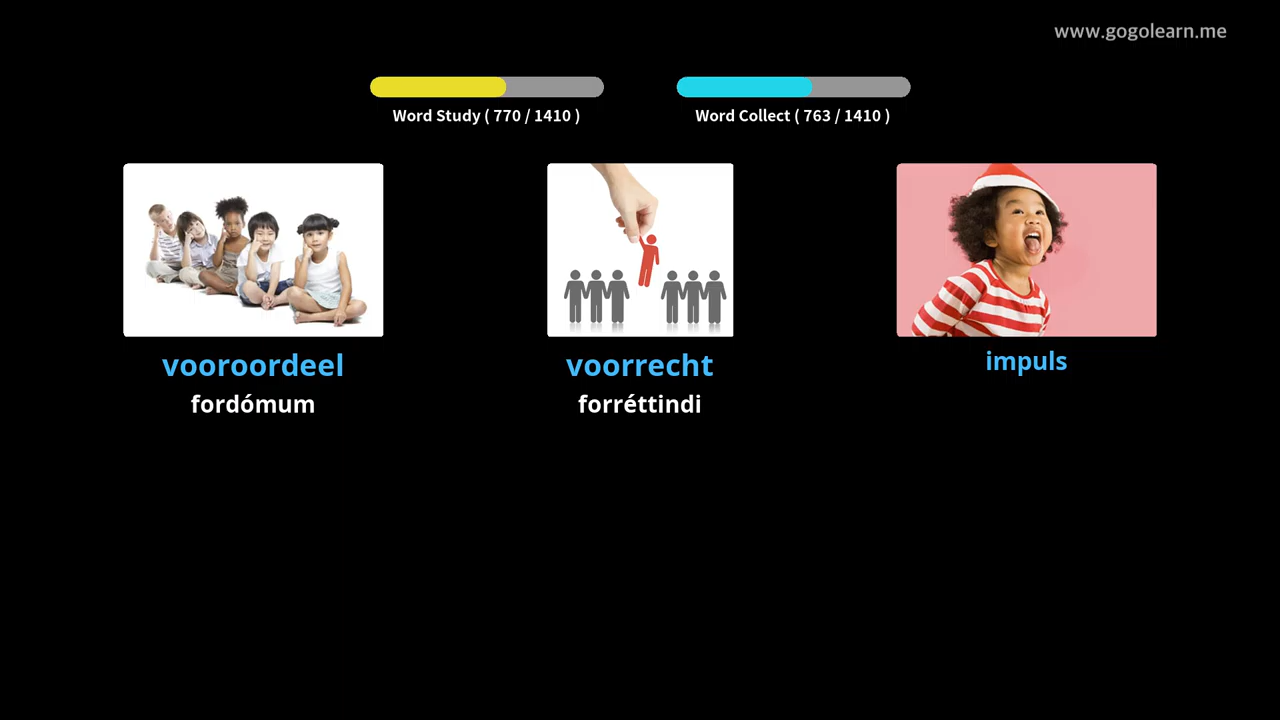 www.gogolearn.me
Word Study ( 770 / 1410 )
Word Collect ( 763 / 1410 )
vooroordeel
fordómum
voorrecht
forréttindi
impuls